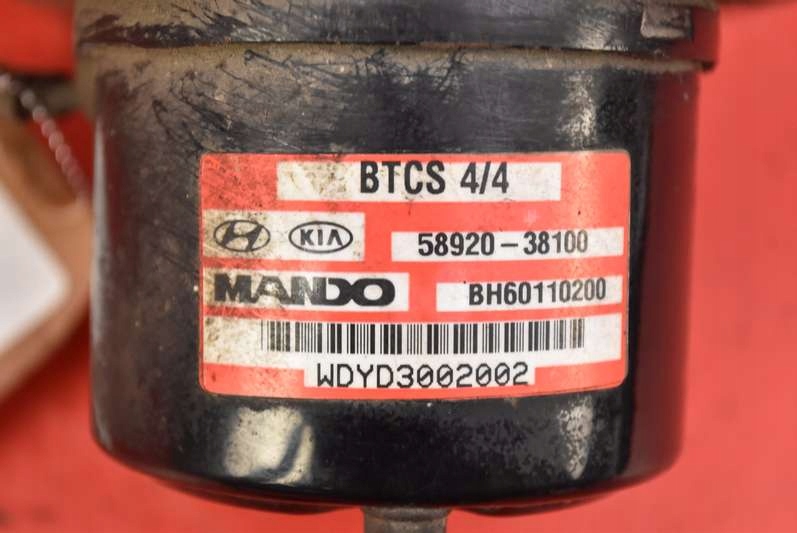 BTCS 4/4
KIA 58920-38100
MANDO BH60110200
WDYD3002002